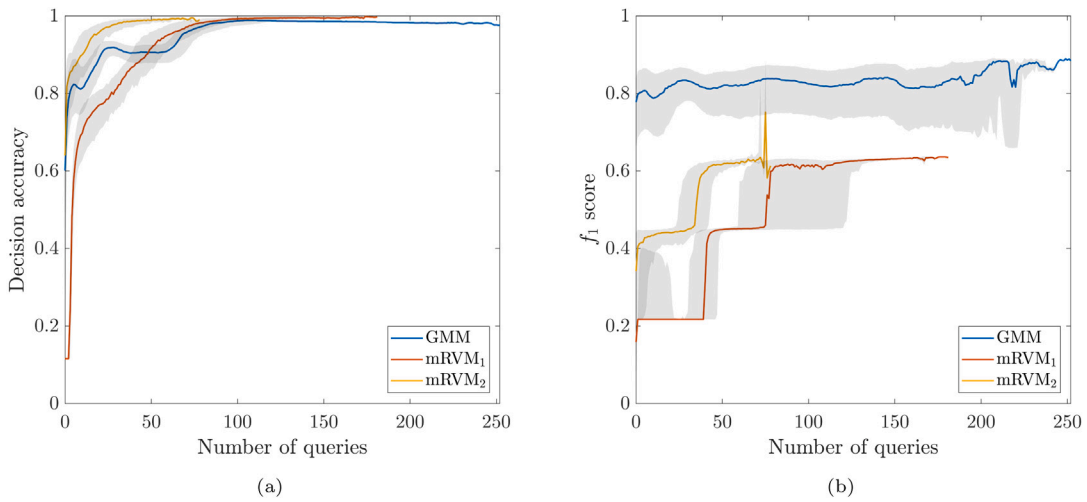 1
0.8
0.6
0.4
0.2
0
0 50 100 150 200 250
Decision accuracy
Number of queries
GMM
mRVM₁
mRVM₂
(a)
1
0.8
0.6
0.4
0.2
0
0 50 100 150 200 250
f₁ score
Number of queries
GMM
mRVM₁
mRVM₂
(b)